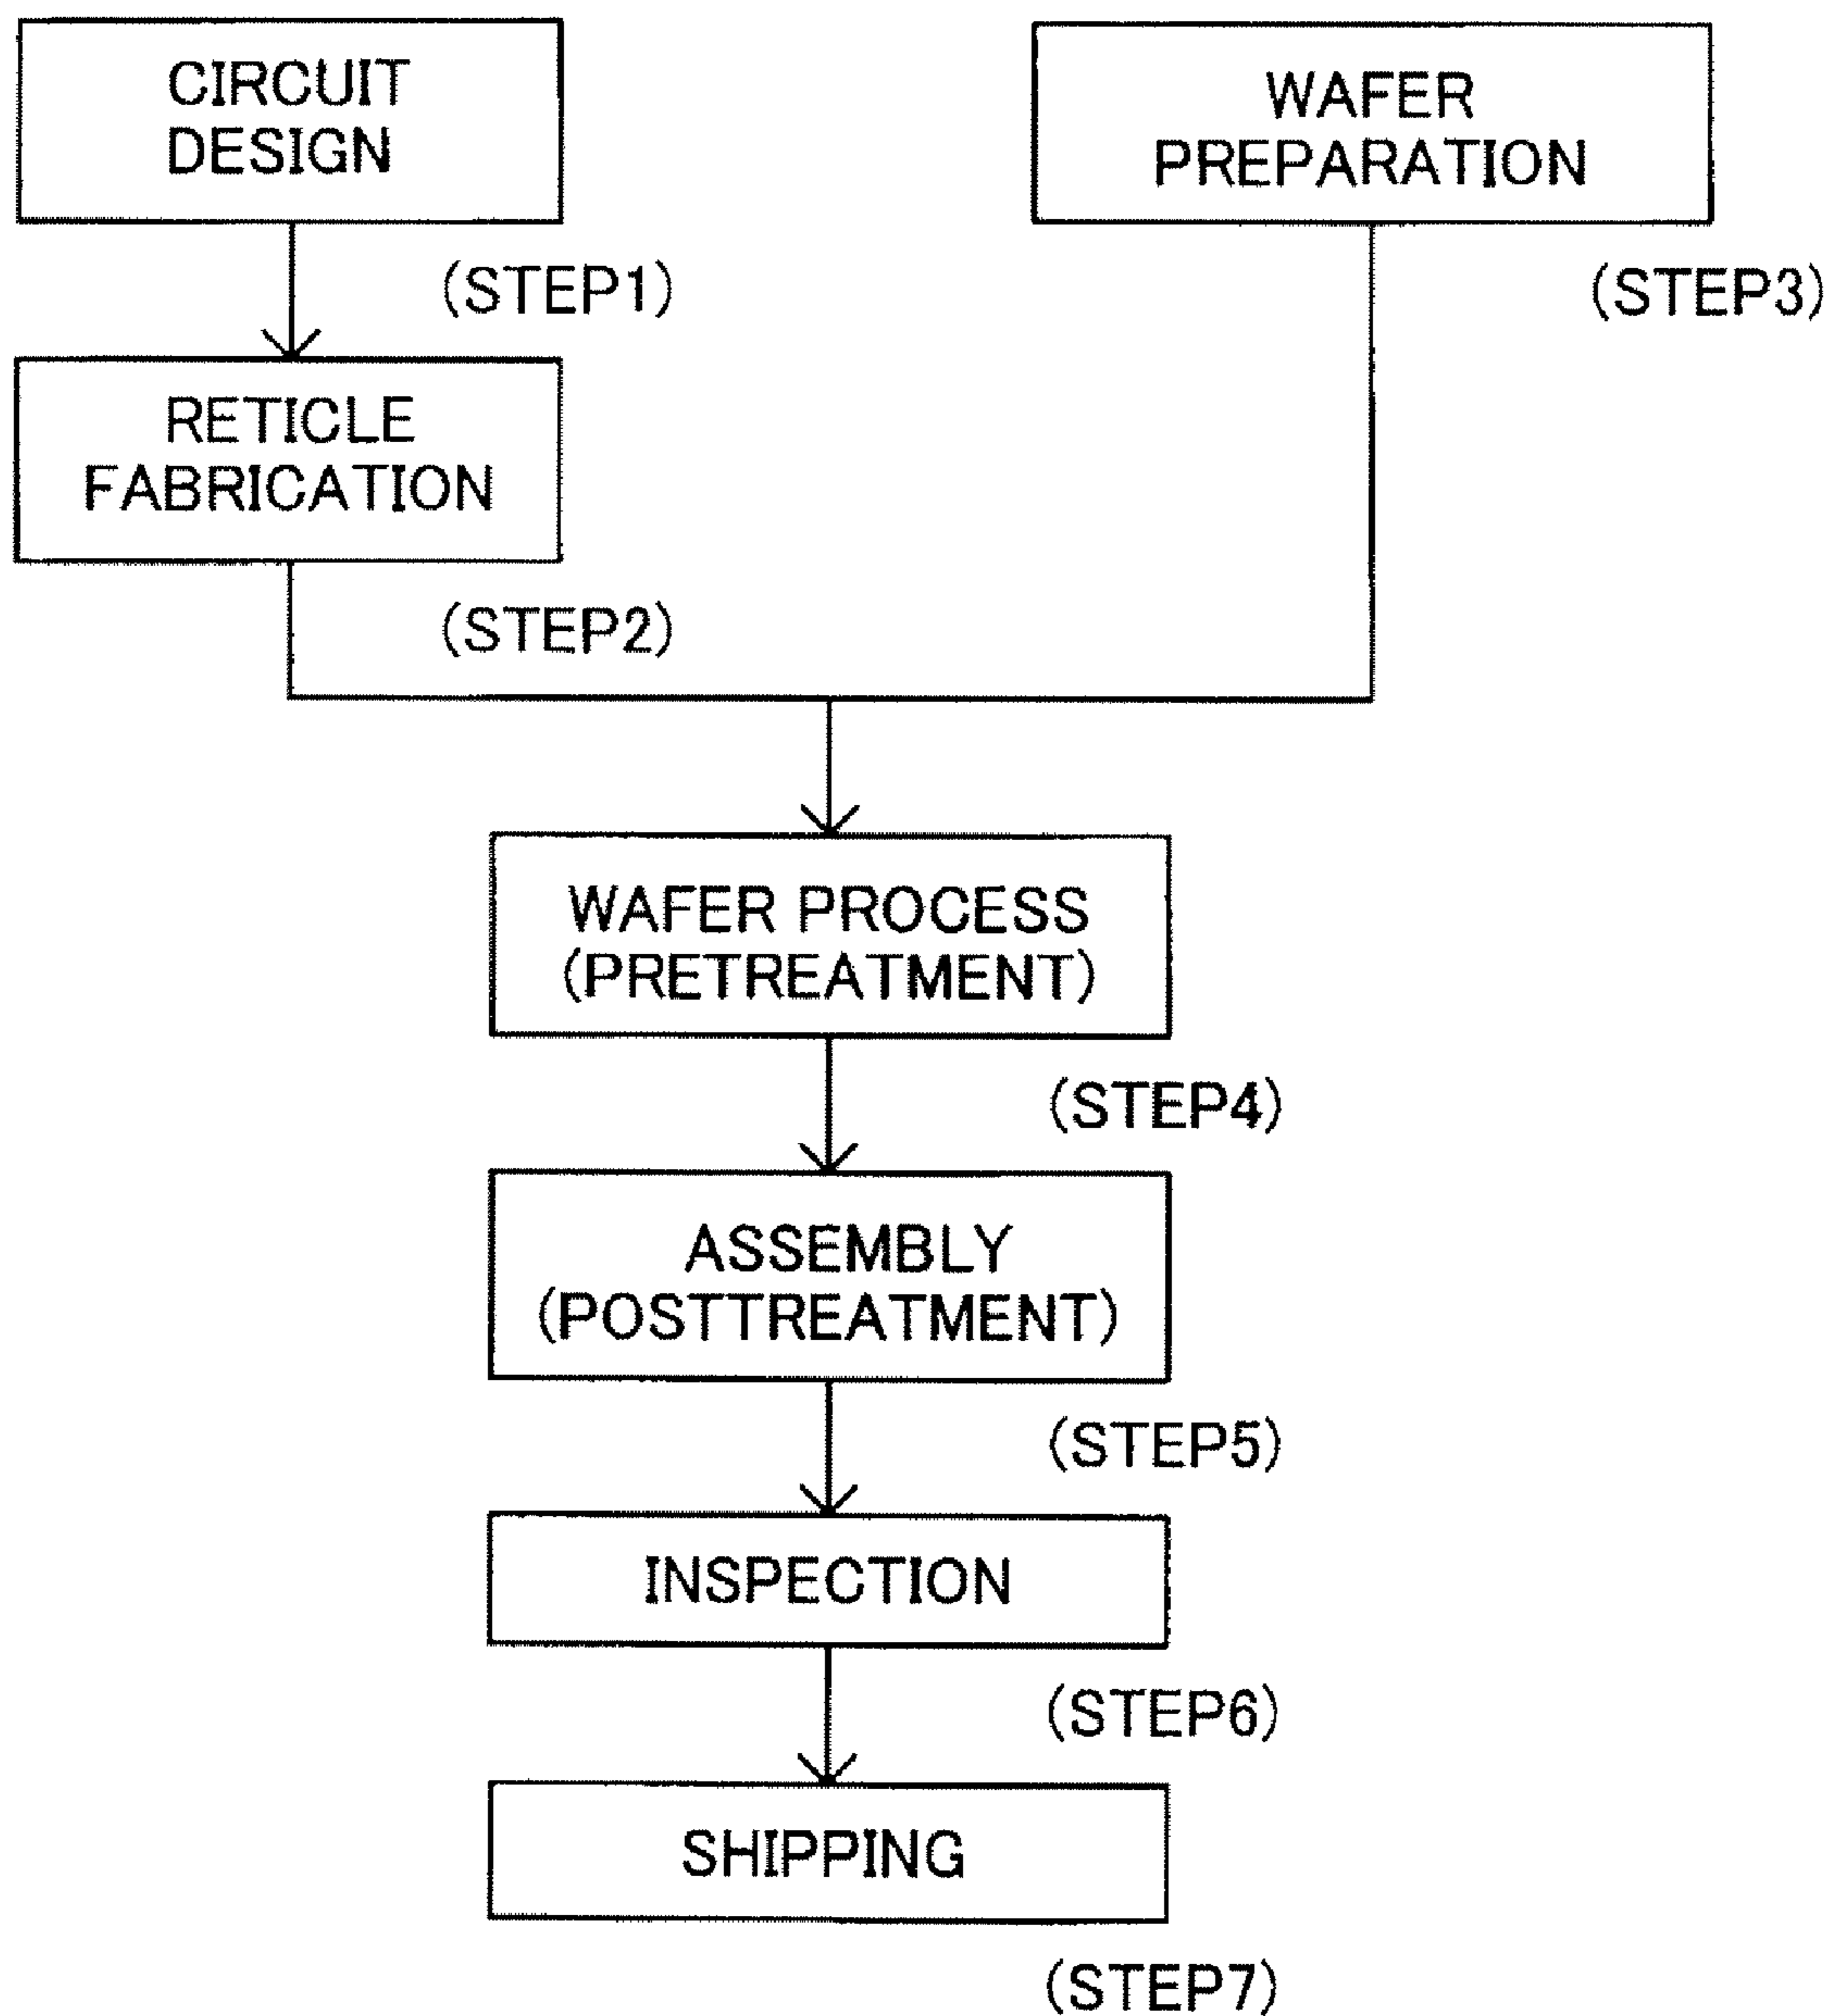 CIRCUIT
DESIGN
(STEP1)
RETICLE
FABRICATION
(STEP2)
WAFER
PREPARATION
(STEP3)
WAFER PROCESS
(PRETREATMENT)
(STEP4)
ASSEMBLY
(POSTTREATMENT)
(STEP5)
INSPECTION
(STEP6)
SHIPPING
(STEP7)